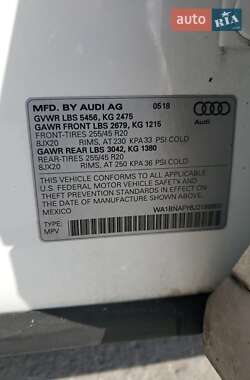 RIA.com
MFD. BY AUDI AG 0518
GVWR LBS 5456, KG 2475
GAWR FRONT LBS 2679, KG 1215
FRONT-TIRES 255/45 R20
8JX20 RIMS, AT 230 KPA 33 PSI COLD
GAWR REAR LBS 3042, KG 1380
REAR-TIRES 255/45 R20
8JX20 RIMS, AT 250 KPA 36 PSI COLD
Audi
THIS VEHICLE CONFORMS TO ALL APPLICABLE
U.S. FEDERAL MOTOR VEHICLE SAFETY AND
THEFT PREVENTION STANDARDS IN EFFECT ON
THE DATE OF MANUFACTURE SHOWN ABOVE
MEXICO
TYPE:
MPV